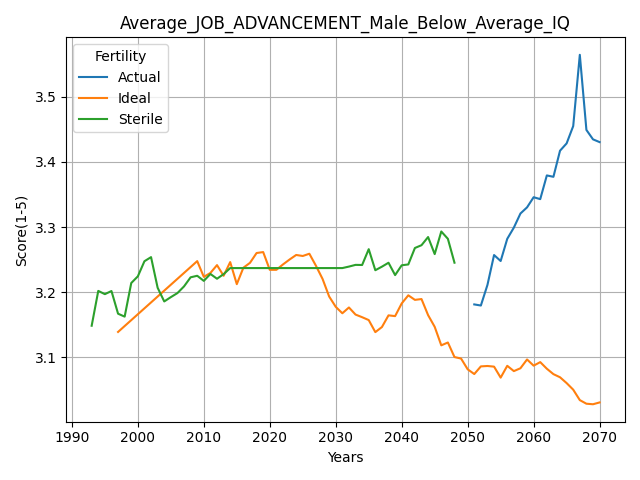 Average_JOB_ADVANCEMENT_Male_Below_Average_IQ
Fertility
Actual
Ideal
Sterile
Score(1-5)
3.5
3.4
3.3
3.2
3.1
1990 2000 2010 2020 2030 2040 2050 2060 2070
Years